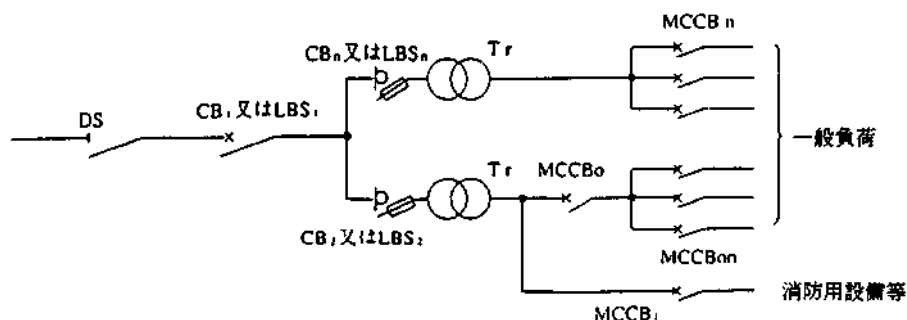 MCCB n
CBn又はLBSn
Tr
DS
CB₁又はLBS₁
一般負荷
Tr
MCCBo
CB₂又はLBS₂
MCCBon
消防用設備等
MCCB₁